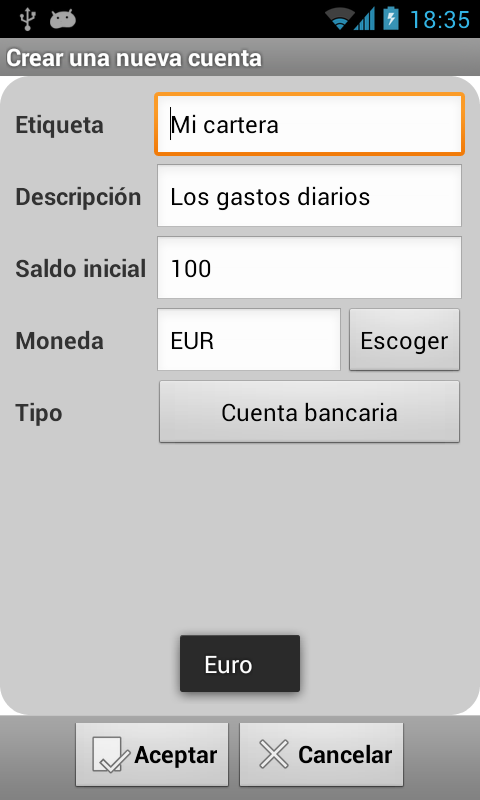 18:35
Crear una nueva cuenta
Etiqueta Mi cartera
Descripción Los gastos diarios
Saldo inicial 100
Moneda EUR Escoger
Tipo Cuenta bancaria
Euro
Aceptar Cancelar